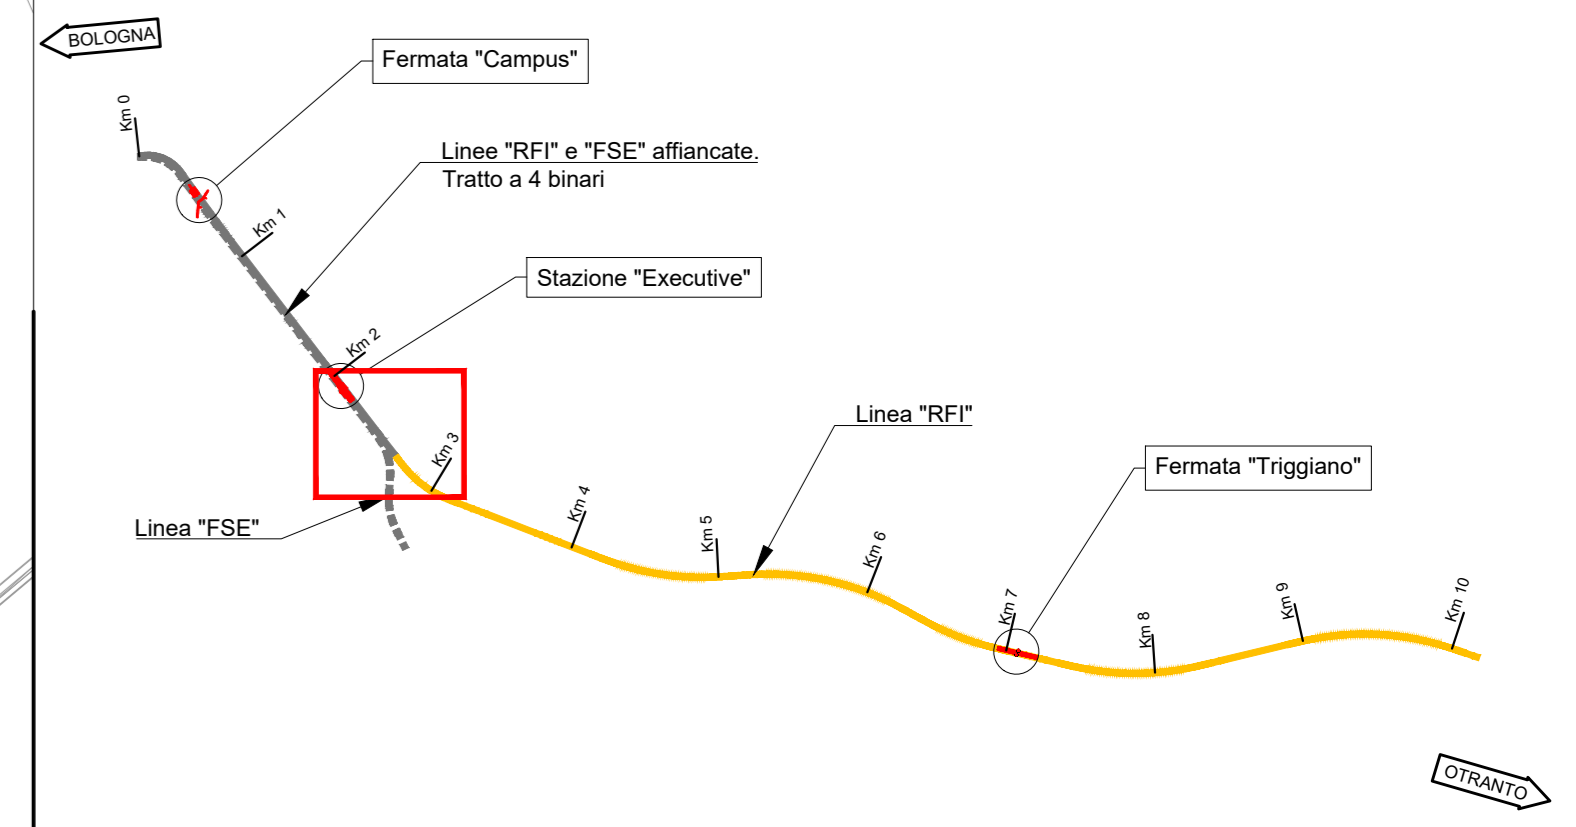 BOLOGNA
Fermata "Campus"
Km 0
Linee "RFI" e "FSE" affiancate.
Tratto a 4 binari
Km 1
Stazione "Executive"
Km 2
Linea "RFI"
Km 3
Fermata "Triggiano"
Km 4
Linea "FSE"
Km 5
Km 6
Km 7
Km 8
Km 9
Km 10
OTRANTO